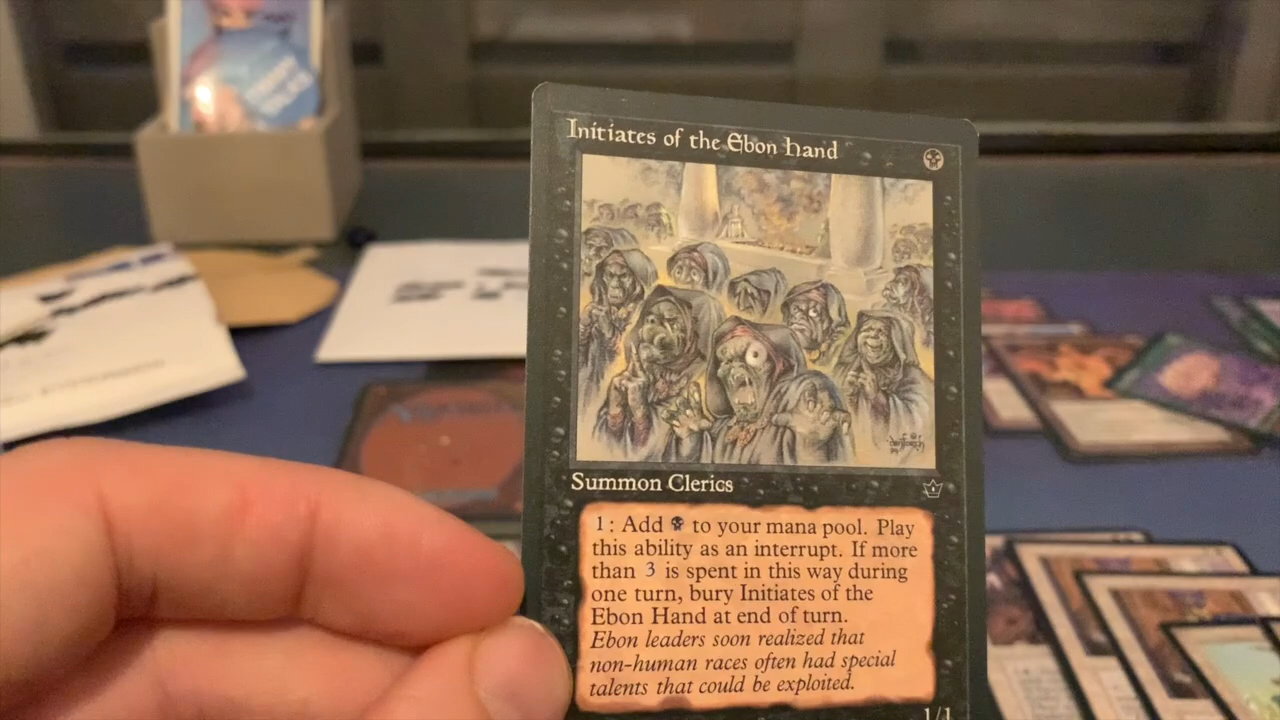 Initiates of the Ebon Hand
Summon Clerics
1: Add to your mana pool. Play
this ability as an interrupt. If more
than 3 is spent in this way during
one turn, bury Initiates of the
Ebon Hand at end of turn.
Ebon leaders soon realized that
non-human races often had special
talents that could be exploited.
1/1